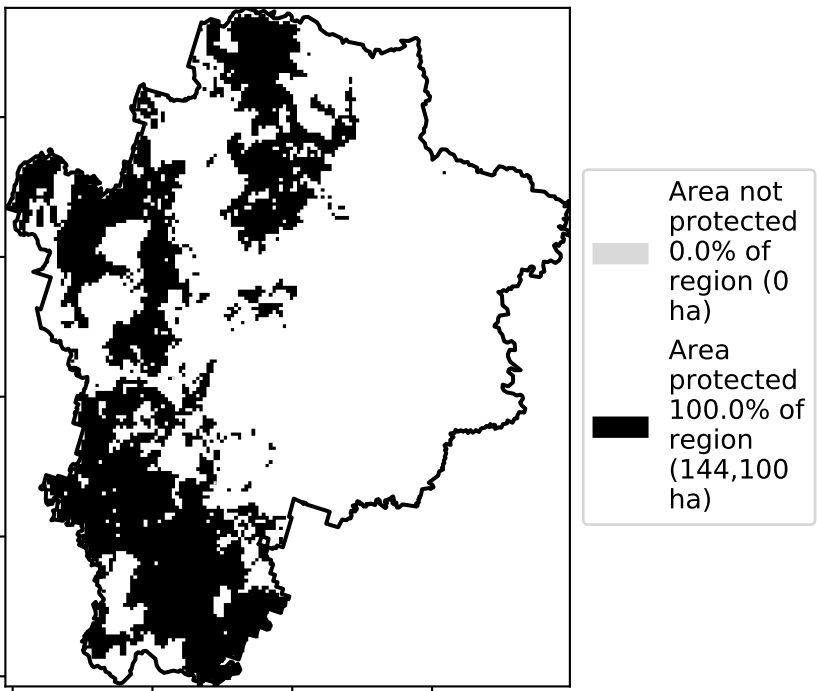 Area not
protected
0.0% of
region (0
ha)
Area
protected
100.0% of
region
(144,100
ha)